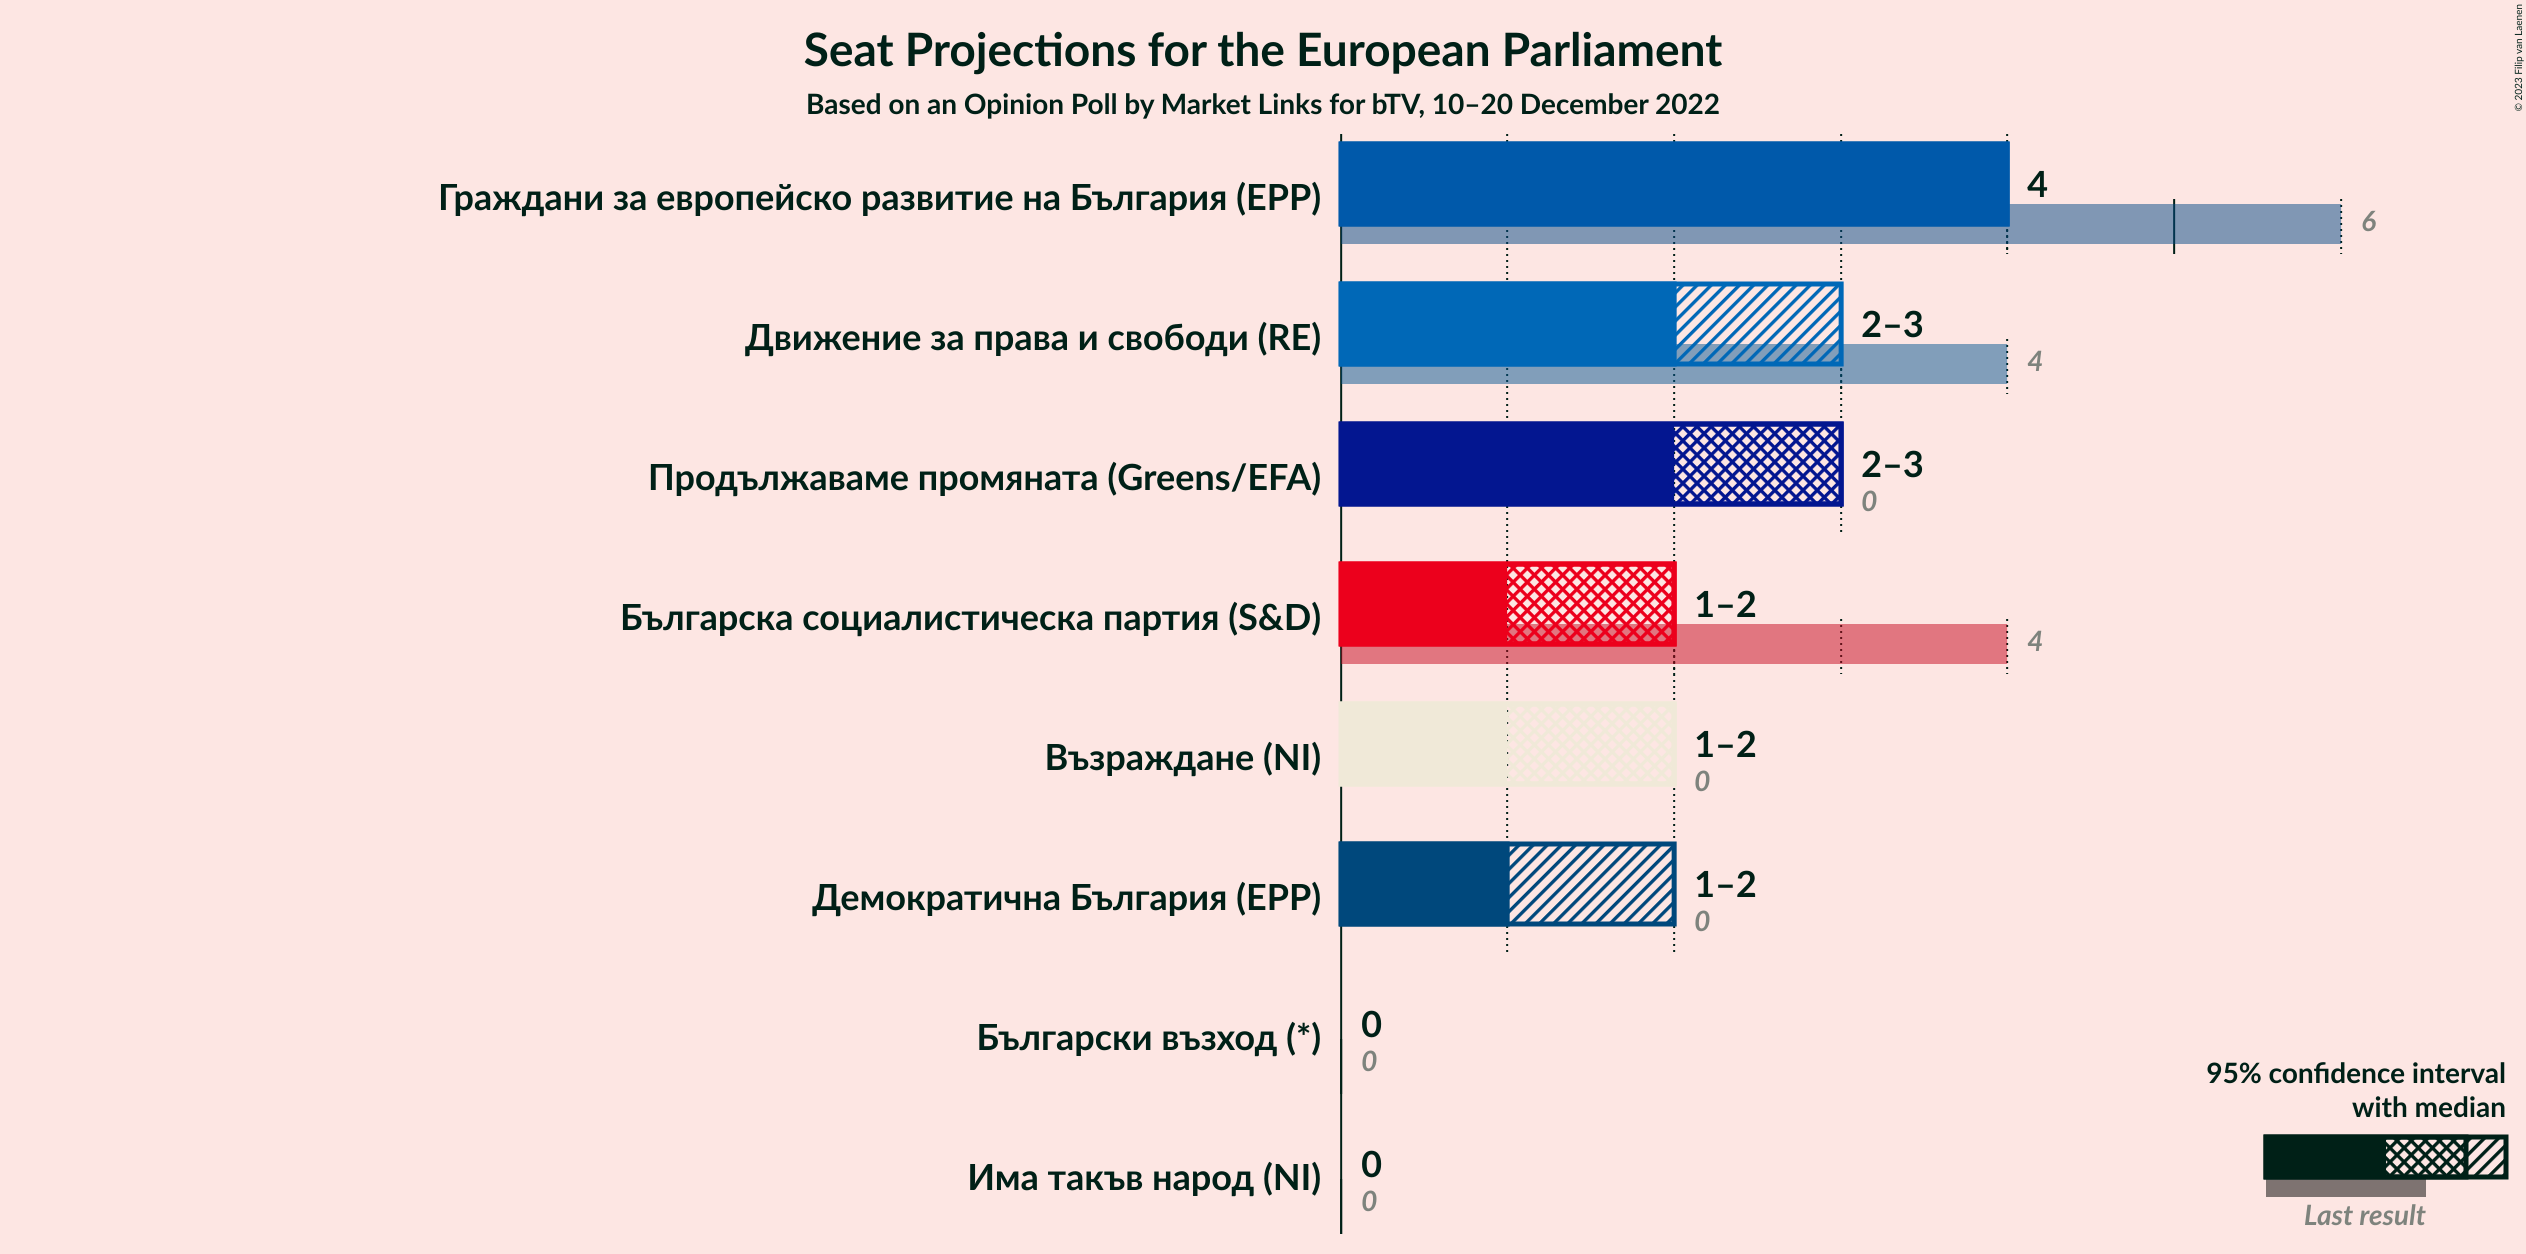 Seat Projections for the European Parliament
Based on an Opinion Poll by Market Links for bTV, 10–20 December 2022
© 2023 Filip van Laenen
Граждани за европейско развитие на България (EPP)
4
6
Движение за права и свободи (RE)
2–3
4
Продължаваме промяната (Greens/EFA)
2–3
0
Българска социалистическа партия (S&D)
1–2
4
Възраждане (NI)
1–2
0
Демократична България (EPP)
1–2
0
Български възход (*)
0
0
Има такъв народ (NI)
0
0
95% confidence interval
with median
Last result